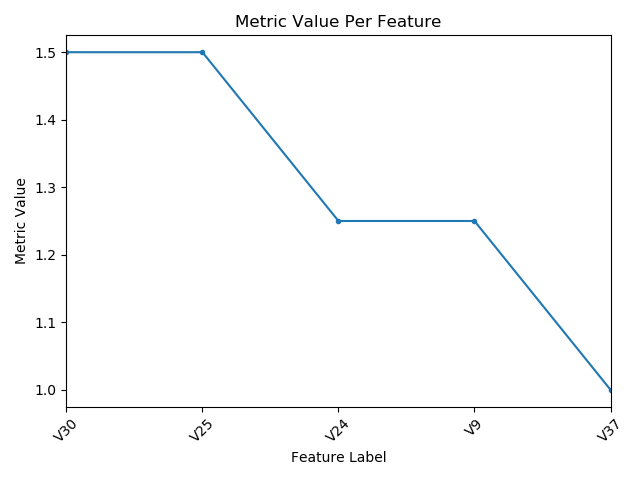 Metric Value Per Feature
Metric Value
1.5
1.4
1.3
1.2
1.1
1.0
V30
V25
V24
V9
V37
Feature Label